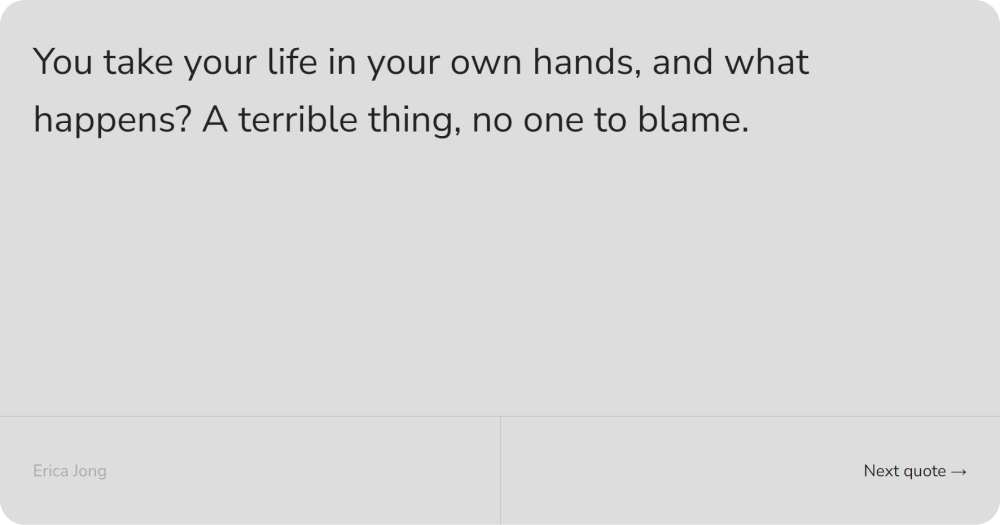 You take your life in your own hands, and what
happens? A terrible thing, no one to blame.
Erica Jong
Next quote →